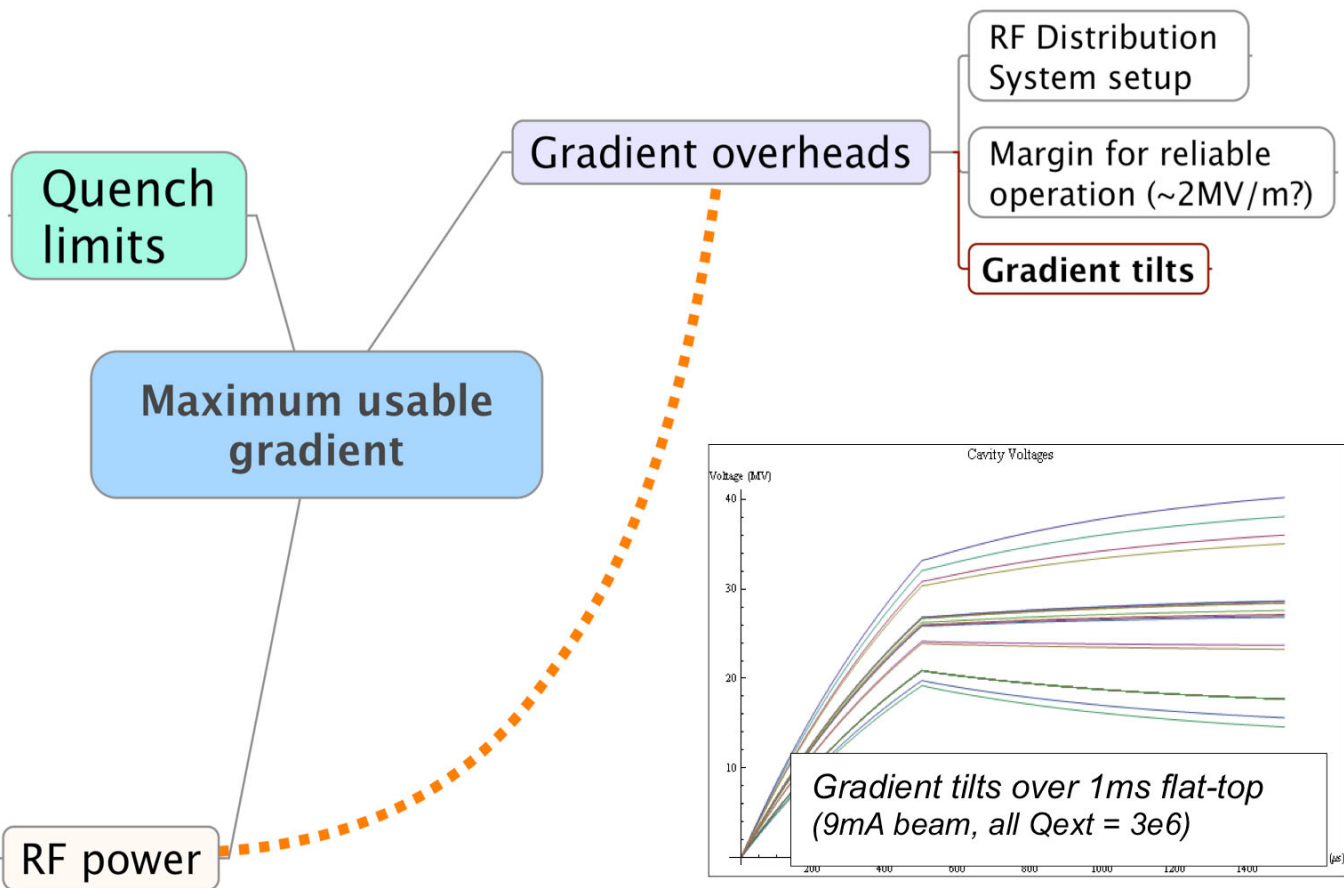 RF Distribution
System setup
Gradient overheads
Margin for reliable
operation (~2MV/m?)
Gradient tilts
Quench
limits
Maximum usable
gradient
RF power
Cavity Voltages
Voltage (MV)
40
30
20
10
200
400
600
800
1000
1200
1400
(μs)
Gradient tilts over 1ms flat-top
(9mA beam, all Qext = 3e6)